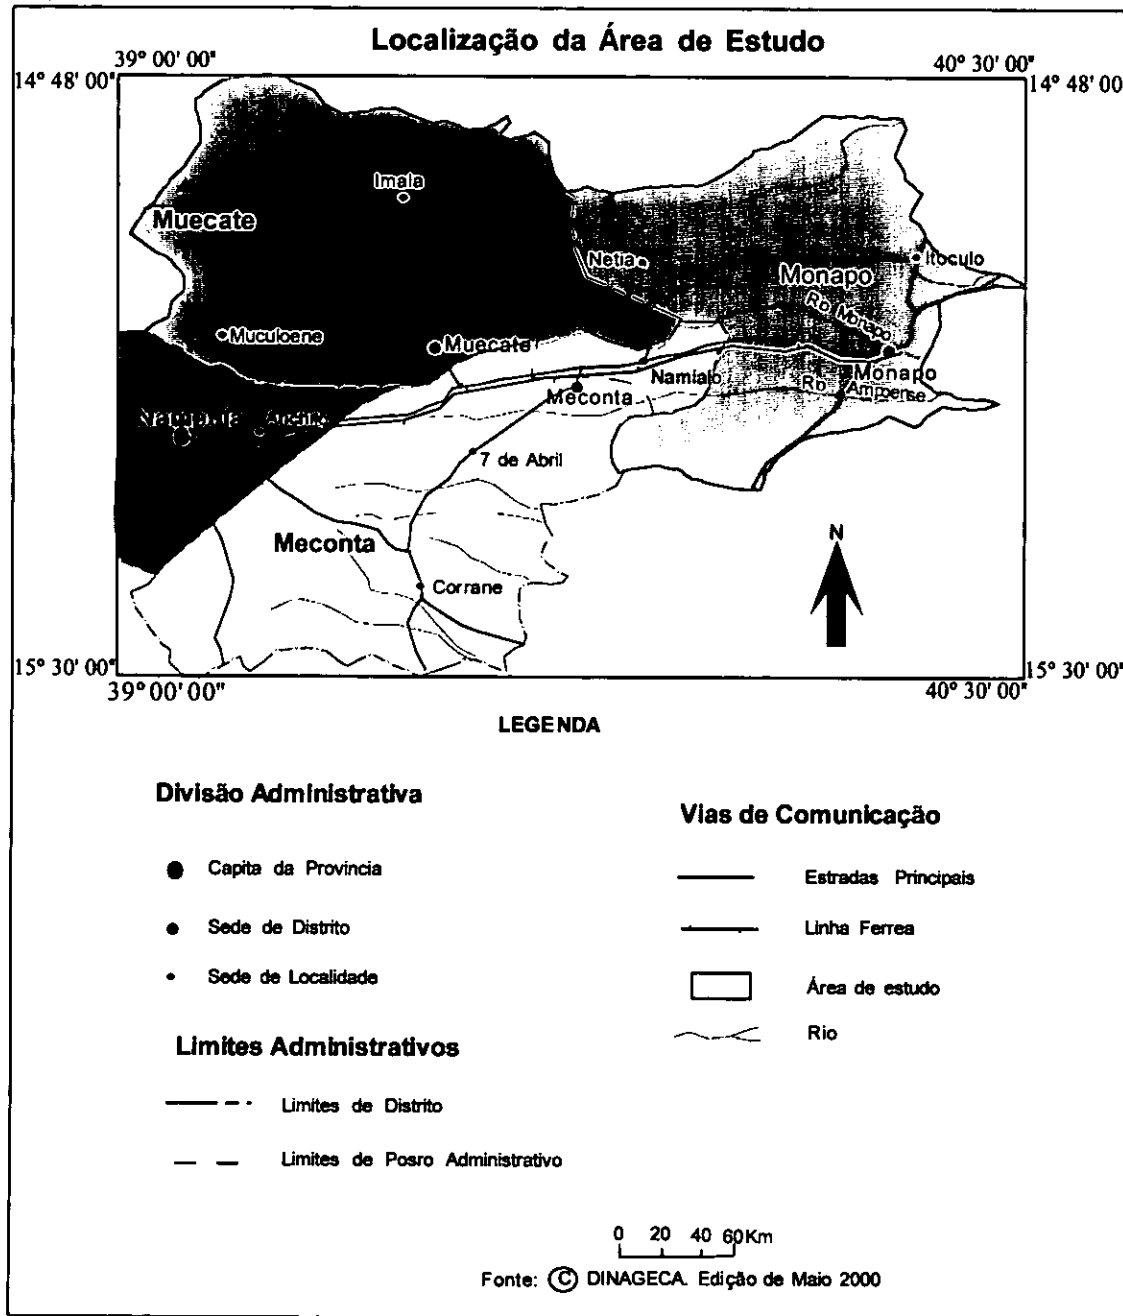 Localização da Área de Estudo
39° 00' 00"
40° 30' 00"
14° 48' 00"
14° 48' 00
Imala
Muecate
Netia
Itoculo
Monapo
Rio Monapo
Muculoene
Muecate
Monapo
Namialo
Meconta
Rio
7 de Abril
Meconta
N
Corrane
15° 30' 00"
15° 30' 00"
39° 00' 00"
40° 30' 00"
LEGENDA
Divisão Administrativa
Vias de Comunicação
Capita da Província
Estradas Principais
Sede de Distrito
Linha Ferrea
Sede de Localidade
Área de estudo
Rio
Limites Administrativos
Limites de Distrito
Limites de Posro Administrativo
0 20 40 60Km
Fonte: © DINAGECA. Edição de Maio 2000